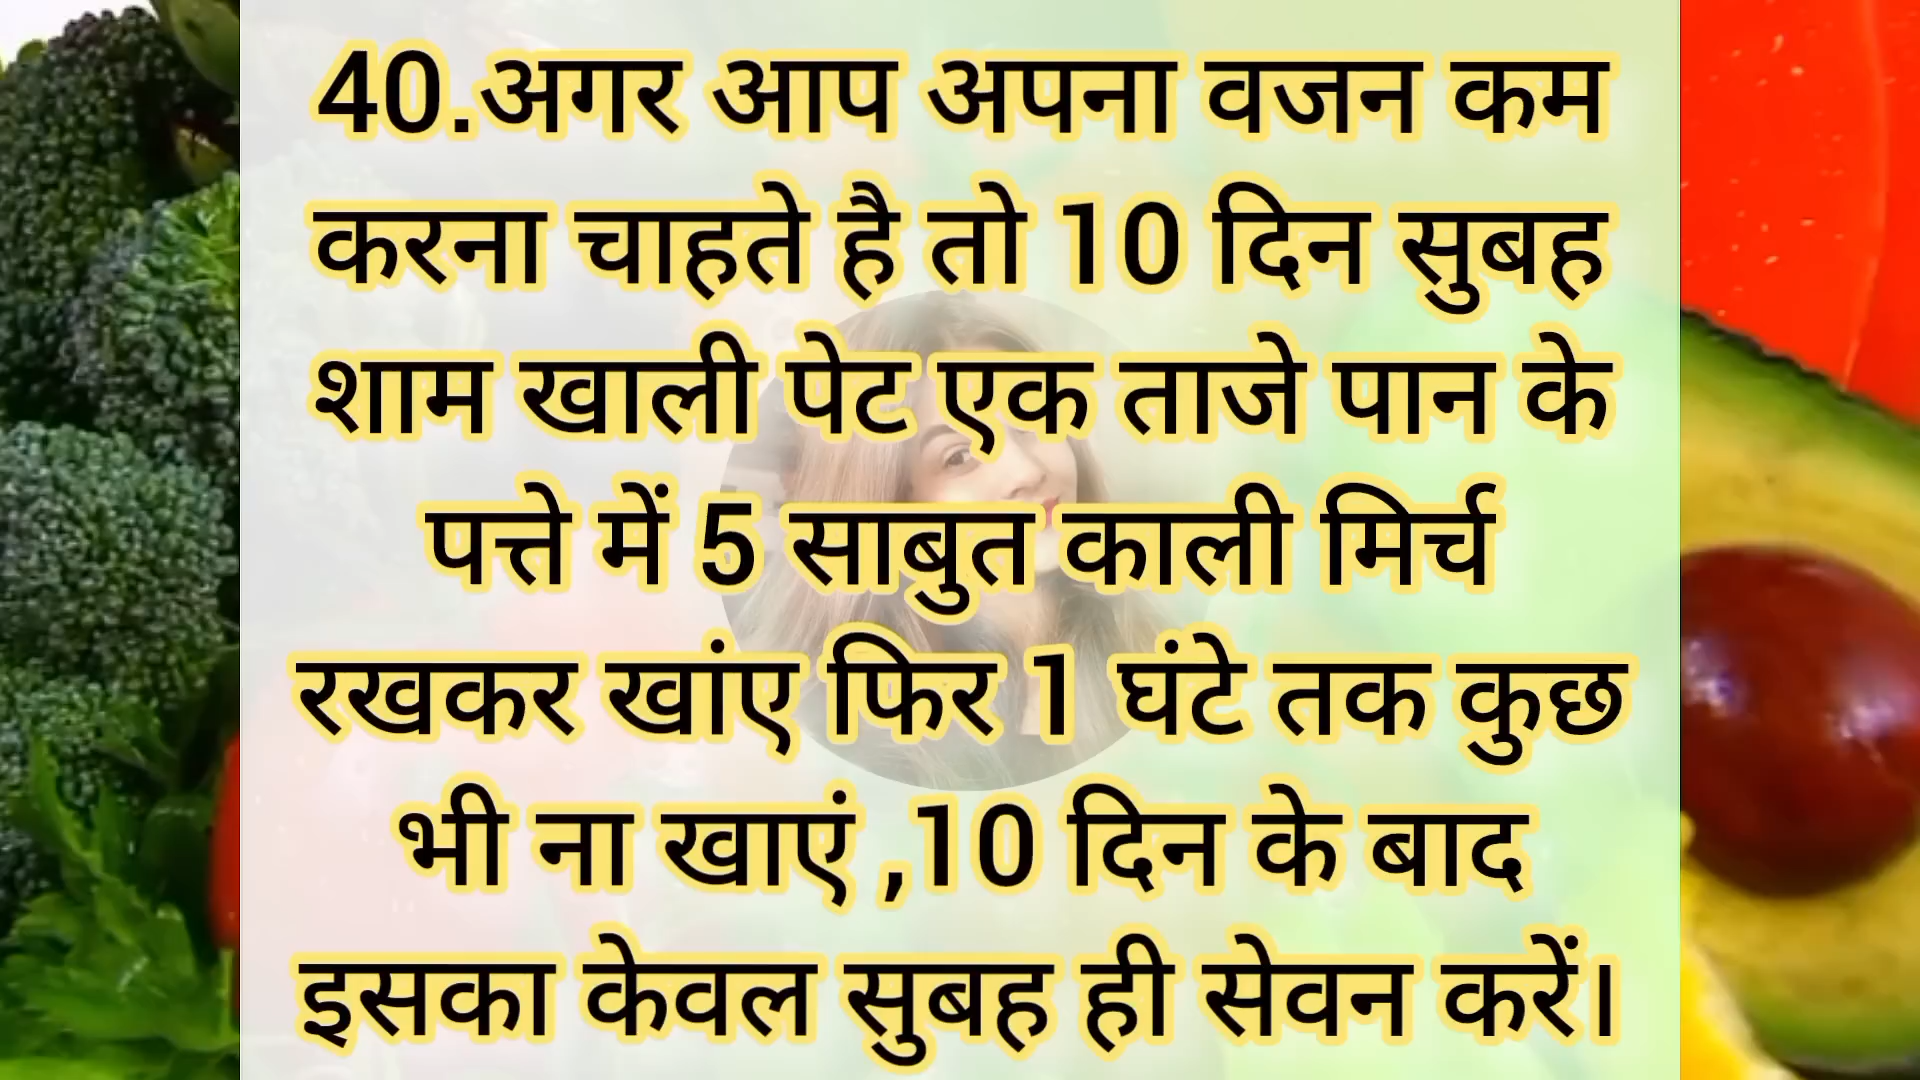 40.अगर आप अपना वजन कम
करना चाहते है तो 10 दिन सुबह
शाम खाली पेट एक ताजे पान के
पत्ते में 5 साबुत काली मिर्च
रखकर खांए फिर 1 घंटे तक कुछ
भी ना खाएं ,10 दिन के बाद
इसका केवल सुबह ही सेवन करें।